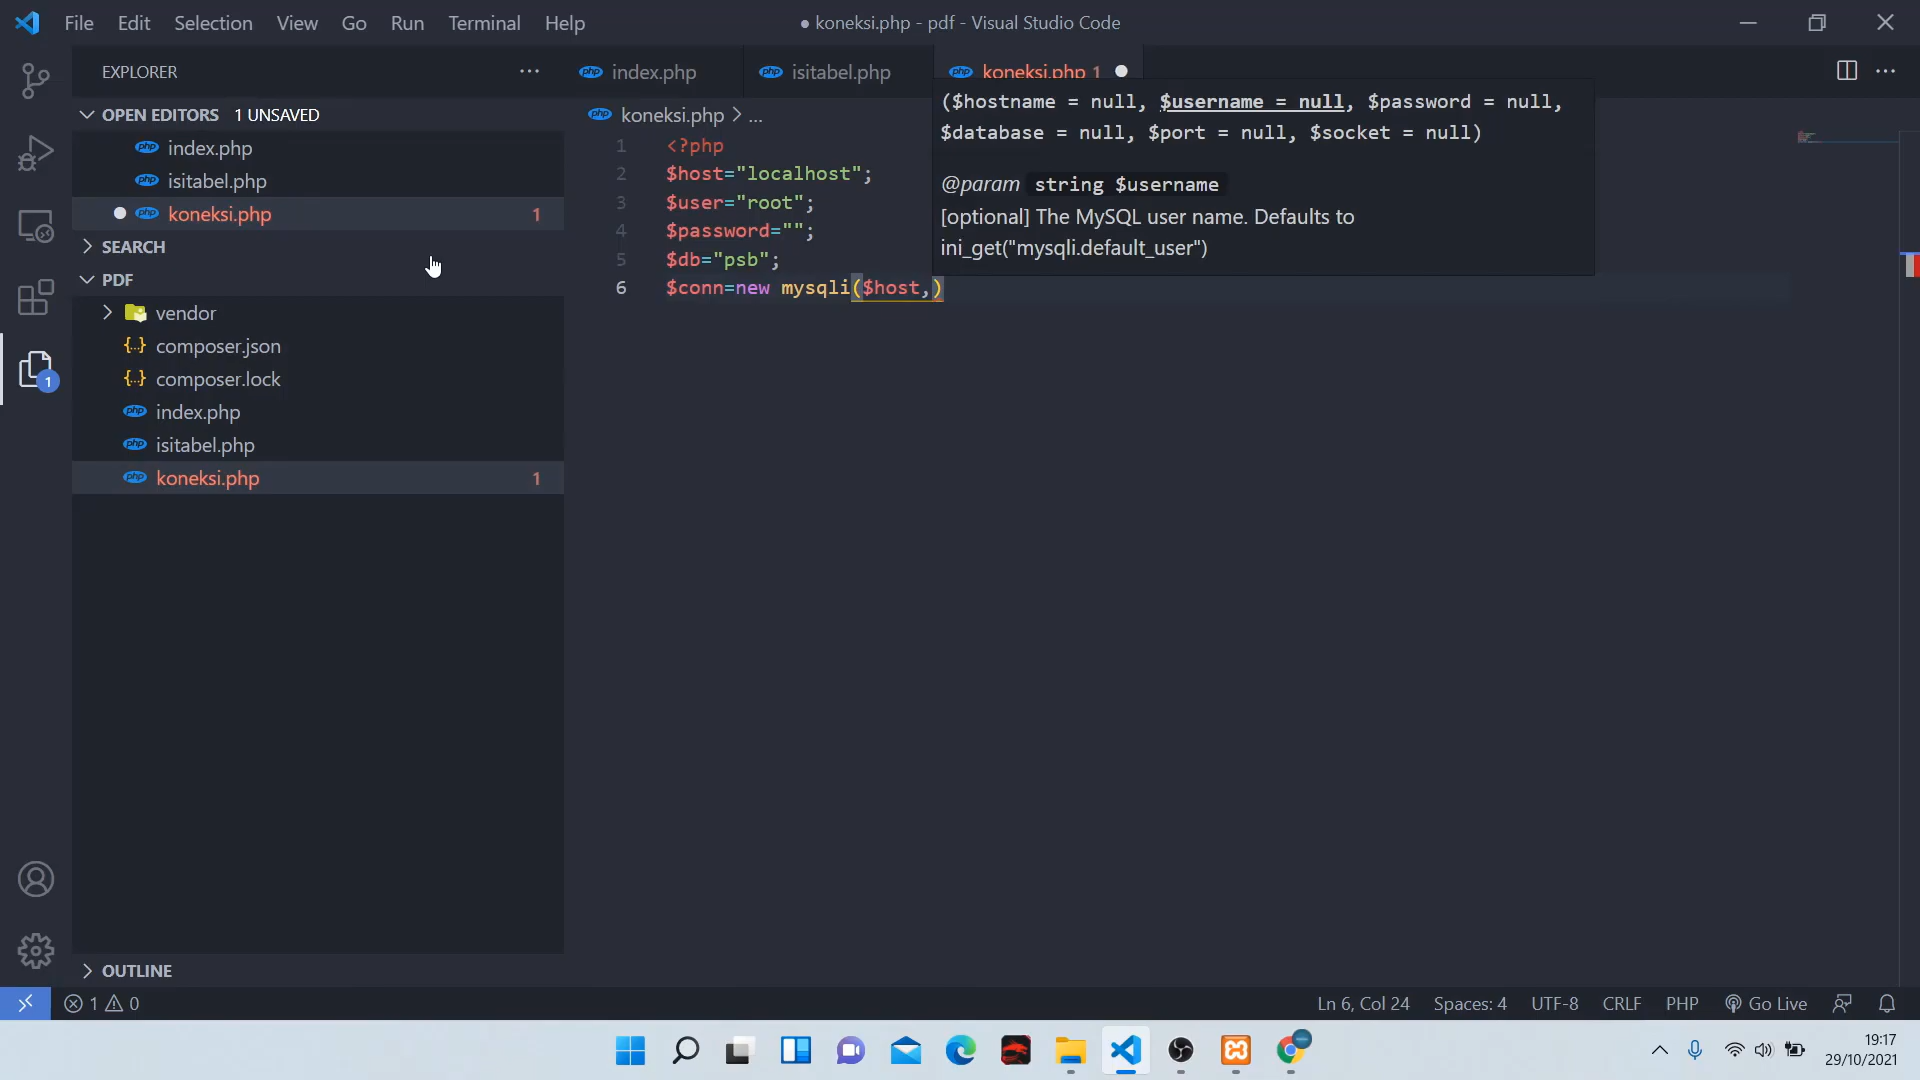 File Edit Selection View Go Run Terminal Help
● koneksi.php - pdf - Visual Studio Code
EXPLORER
index.php
isitabel.php
koneksi.php 1
OPEN EDITORS 1 UNSAVED
index.php
isitabel.php
koneksi.php 1
SEARCH
PDF
vendor
composer.json
composer.lock
index.php
isitabel.php
koneksi.php 1
OUTLINE
koneksi.php > ...
1 <?php
2 $host="localhost";
3 $user="root";
4 $password="";
5 $db="psb";
6 $conn=new mysqli($host,)
($hostname = null, $username = null, $password = null,
$database = null, $port = null, $socket = null)
@param string $username
[optional] The MySQL user name. Defaults to
ini_get("mysqli.default_user")
1
1 0
Ln 6, Col 24 Spaces: 4 UTF-8 CRLF PHP Go Live
19:17
29/10/2021